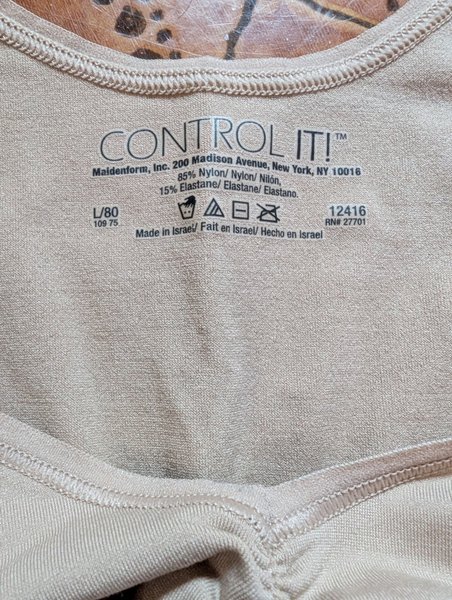 CONTROL IT!™
Maidenform, Inc. 200 Madison Avenue, New York, NY 10016
85% Nylon/ Nylon/ Nilón,
15% Elastane/ Elastane/ Elastano.
L/80
109 75
12416
RN# 27701
Made in Israel/ Fait en Israel/ Hecho en Israel